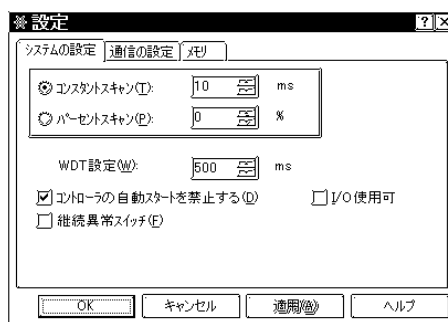 設定
システムの設定 通信の設定 メモリ
コンスタントスキャン(T): 10 ms
パーセントスキャン(P): 0 %
WDT設定(W): 500 ms
コントローラの自動スタートを禁止する(D) I/O使用可
継続異常スイッチ(F)
OK キャンセル 適用(A) ヘルプ